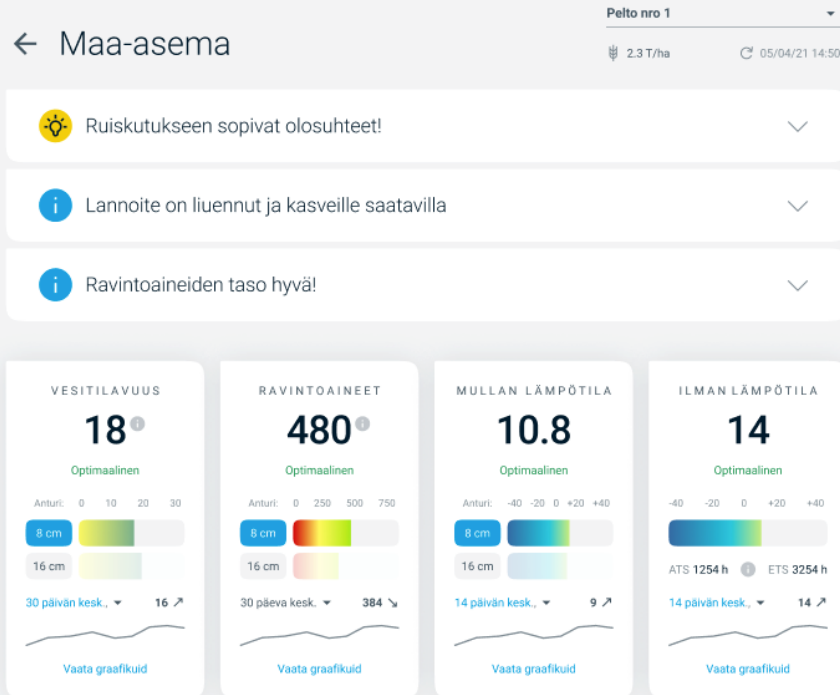 Pelto nro 1
Maa-asema
2.3 T/ha 05/04/21 14:50
Ruiskutukseen sopivat olosuhteet!
Lannoite on liuennut ja kasveille saatavilla
Ravintoaineiden taso hyvä!
VESITILAVUUS
18
Optimaalinen
Anturi: 0 10 20 30
8 cm
16 cm
30 päivän kesk., 16
Vaata graafikuid
RAVINTOAINEET
480
Optimaalinen
Anturi: 0 250 500 750
8 cm
16 cm
30 päeva kesk. 384
Vaata graafikuid
MULLAN LÄMPÖTILA
10.8
Optimaalinen
Anturi: -40 -20 0 +20 +40
8 cm
16 cm
14 päivän kesk., 9
Vaata graafikuid
ILMAN LÄMPÖTILA
14
Optimaalinen
-40 -20 0 +20 +40
ATS 1254 h ETS 3254 h
14 päivän kesk., 14
Vaata graafikuid